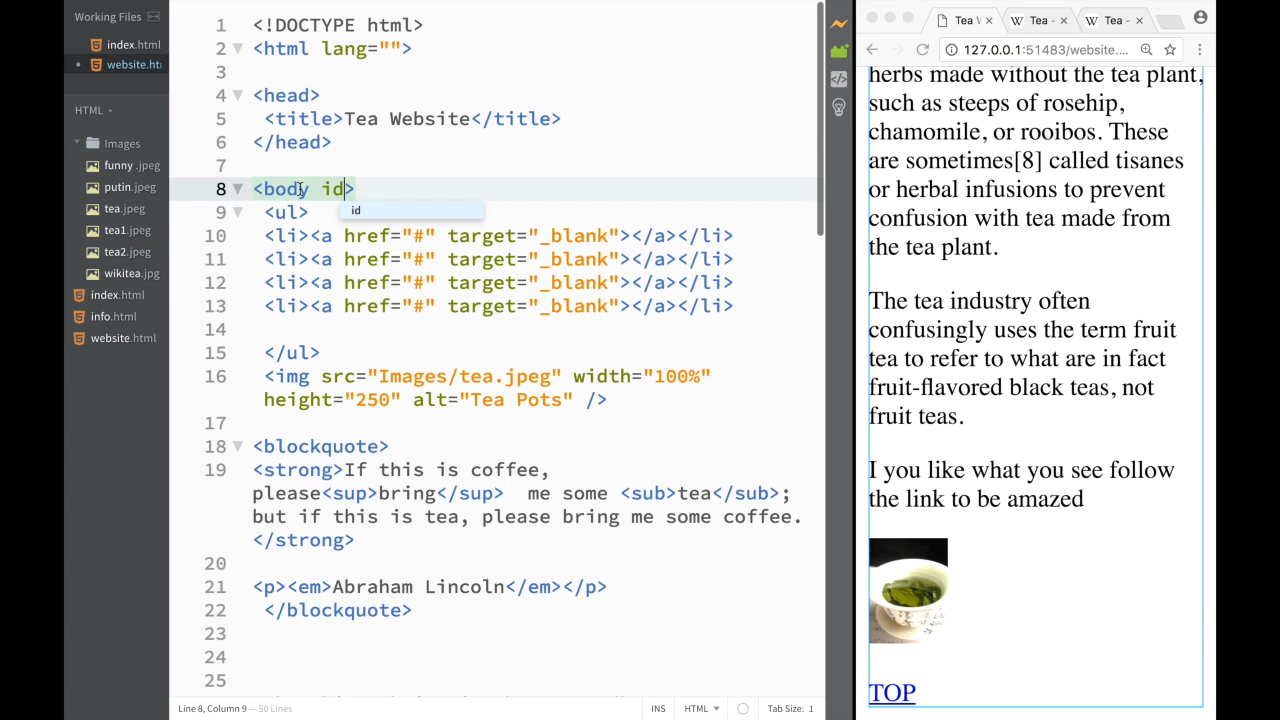 Working Files
index.html
website.ht
HTML
Images
funny .jpeg
putin.jpeg
tea.jpeg
tea1.jpeg
tea2.jpeg
wikitea.jpg
index.html
info.html
website.html
1 <!DOCTYPE html>
2 <html lang="">
3
4 <head>
5 <title>Tea Website</title>
6 </head>
7
8 <body id>
id
9 <ul>
10 <li><a href="#" target="_blank"></a></li>
11 <li><a href="#" target="_blank"></a></li>
12 <li><a href="#" target="_blank"></a></li>
13 <li><a href="#" target="_blank"></a></li>
14
15 </ul>
16 <img src="Images/tea.jpeg" width="100%"
height="250" alt="Tea Pots" />
17
18 <blockquote>
19 <strong>If this is coffee,
please<sup>bring</sup> me some <sub>tea</sub>;
but if this is tea, please bring me some coffee.
</strong>
20
21 <p><em>Abraham Lincoln</em></p>
22 </blockquote>
23
24
25
Line 8, Column 9 — 50 Lines
INS HTML Tab Size: 1
Tea W Tea - Tea -
127.0.0.1:51483/website....
herbs made without the tea plant,
such as steeps of rosehip,
chamomile, or rooibos. These
are sometimes[8] called tisanes
or herbal infusions to prevent
confusion with tea made from
the tea plant.
The tea industry often
confusingly uses the term fruit
tea to refer to what are in fact
fruit-flavored black teas, not
fruit teas.
I you like what you see follow
the link to be amazed
TOP